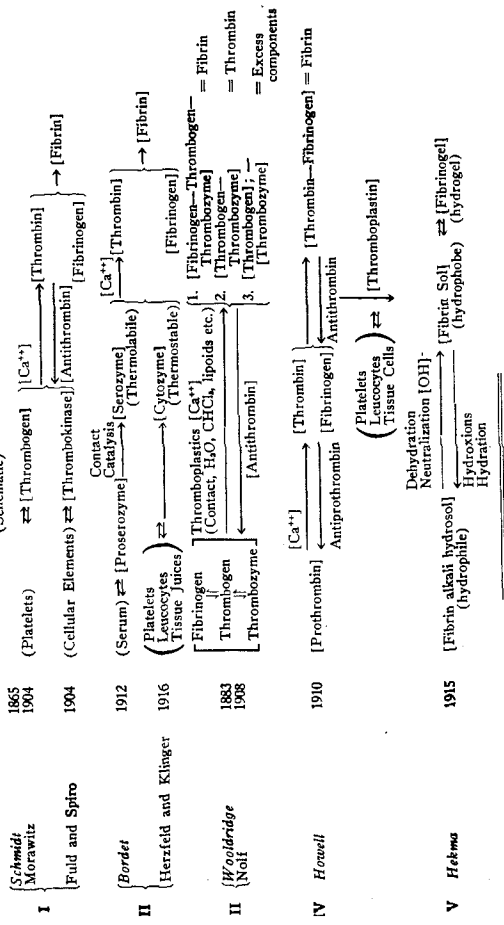 (Schematic)
I
Schmidt 1865
Morawitz 1904 (Platelets) ⇄ [Thrombogen] [Ca++] [Thrombin]
→ [Fibrin]
Fuld and Spiro 1904 (Cellular Elements) ⇄ [Thrombokinase] [Antithrombin] [Fibrinogen]
II
Contact
Catalysis
Bordet 1912 (Serum) ⇄ [Proserozyme] → [Serozyme]
(Thermolabile)
[Ca++]
→ [Thrombin]
→ [Fibrin]
Herzfeld and Klinger 1916 (Platelets
Leucocytes
Tissue Juices) ⇄ → [Cytozyme]
(Thermostable)
[Fibrinogen]
II
Wooldridge 1883
Nolf 1908
[Fibrinogen
Thrombogen
Thrombozyme]
Thromboplastics [Ca++]
(Contact, H2O, CHCl3, lipoids etc.)
[Antithrombin]
1. [Fibrinogen—Thrombogen—
Thrombozyme] = Fibrin
2. [Thrombogen—
Thrombozyme] = Thrombin
3. [Thrombogen]; —
[Thrombozyme] = Excess
components
IV Howell 1910 [Prothrombin]
[Ca++]
Antiprothrombin
[Thrombin]
[Fibrinogen]
Antithrombin
[Thrombin—Fibrinogen] = Fibrin
(Platelets
Leucocytes
Tissue Cells) ⇄ [Thromboplastin]
V Hekma 1915 [Fibrin alkali hydrosol]
(hydrophile)
Dehydration
Neutralization [OH]-
Hydroxions
Hydration
[Fibrin Sol]
(hydrophobe)
⇄ [Fibrinogel]
(hydrogel)